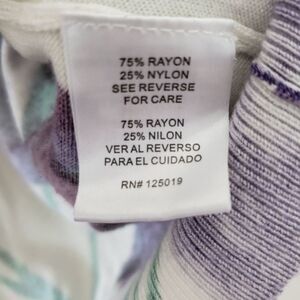 75% RAYON
25% NYLON
SEE REVERSE
FOR CARE
75% RAYON
25% NILON
VER AL REVERSO
PARA EL CUIDADO
RN# 125019